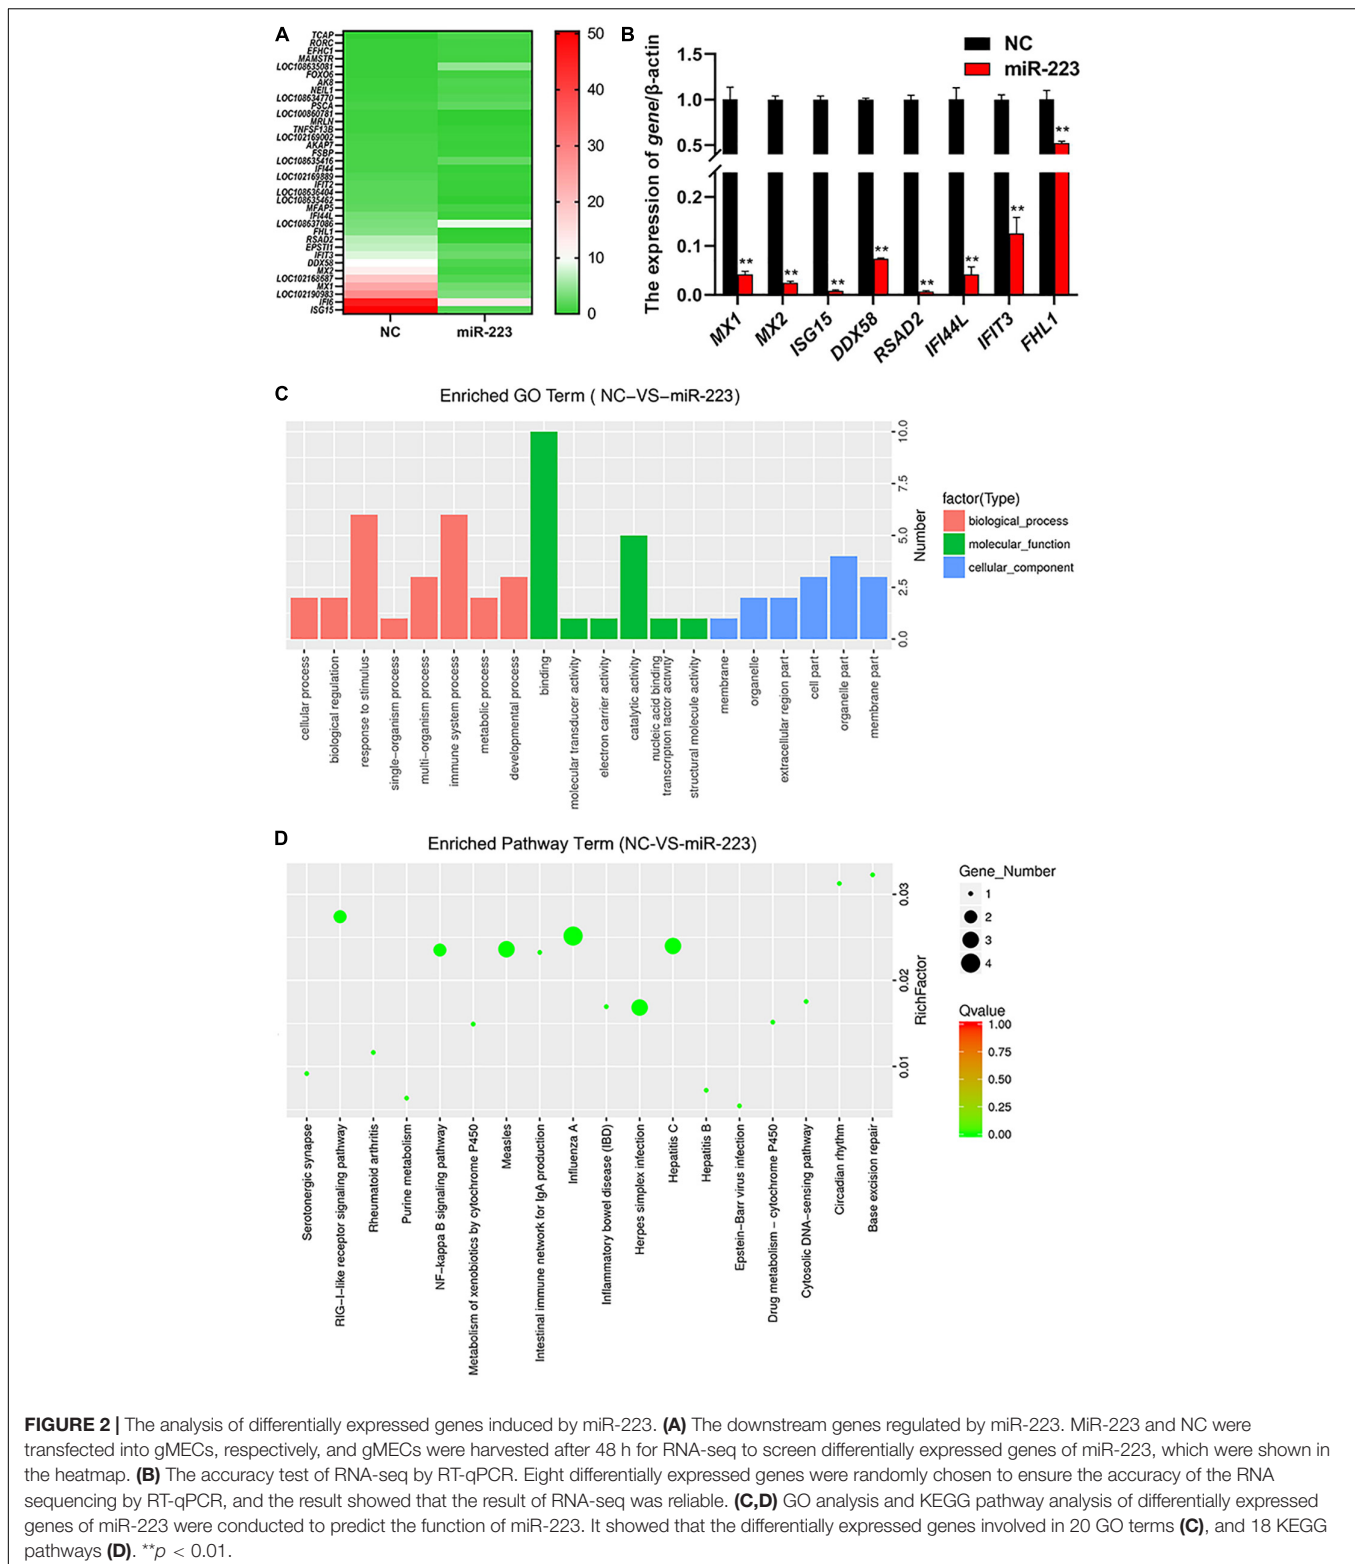 A
TCAP
RORC
EFHC1
MAMSTR
LOC108635081
FOXO6
AK8
NEIL1
LOC108634770
PSCA
LOC100860781
MRLN
TNFSF13B
LOC102169002
AKAP7
FSBP
LOC108635416
IFI44
LOC102169889
IFIT2
LOC108636404
LOC108635462
MFAP5
IFI44L
LOC108637086
FHL1
RSAD2
EPSTI1
IFIT3
DDX58
MX2
LOC102168587
MX1
LOC102190983
IFI6
ISG15
NC miR-223
50
40
30
20
10
0
B
The expression of gene/β-actin
1.5
1.0
0.5
0.2
0.1
0.0
NC
miR-223
** ** ** ** ** ** ** **
MX1 MX2 ISG15 DDX58 RSAD2 IFI44L IFIT3 FHL1
C
Enriched GO Term ( NC−VS−miR-223)
10.0
7.5
5.0
2.5
0.0
Number
factor(Type)
biological_process
molecular_function
cellular_component
cellular process
biological regulation
response to stimulus
single−organism process
multi−organism process
immune system process
metabolic process
developmental process
binding
molecular transducer activity
electron carrier activity
catalytic activity
nucleic acid binding
transcription factor activity
structural molecule activity
membrane
organelle
extracellular region part
cell part
organelle part
membrane part
D
Enriched Pathway Term (NC-VS-miR-223)
0.03
0.02
0.01
RichFactor
Gene_Number
1
2
3
4
Qvalue
1.00
0.75
0.50
0.25
0.00
Serotonergic synapse
RIG−I−like receptor signaling pathway
Rheumatoid arthritis
Purine metabolism
NF−kappa B signaling pathway
Metabolism of xenobiotics by cytochrome P450
Measles
Intestinal immune network for IgA production
Influenza A
Inflammatory bowel disease (IBD)
Herpes simplex infection
Hepatitis C
Hepatitis B
Epstein−Barr virus infection
Drug metabolism − cytochrome P450
Cytosolic DNA−sensing pathway
Circadian rhythm
Base excision repair
FIGURE 2 | The analysis of differentially expressed genes induced by miR-223. (A) The downstream genes regulated by miR-223. MiR-223 and NC were
transfected into gMECs, respectively, and gMECs were harvested after 48 h for RNA-seq to screen differentially expressed genes of miR-223, which were shown in
the heatmap. (B) The accuracy test of RNA-seq by RT-qPCR. Eight differentially expressed genes were randomly chosen to ensure the accuracy of the RNA
sequencing by RT-qPCR, and the result showed that the result of RNA-seq was reliable. (C,D) GO analysis and KEGG pathway analysis of differentially expressed
genes of miR-223 were conducted to predict the function of miR-223. It showed that the differentially expressed genes involved in 20 GO terms (C), and 18 KEGG
pathways (D). **p < 0.01.